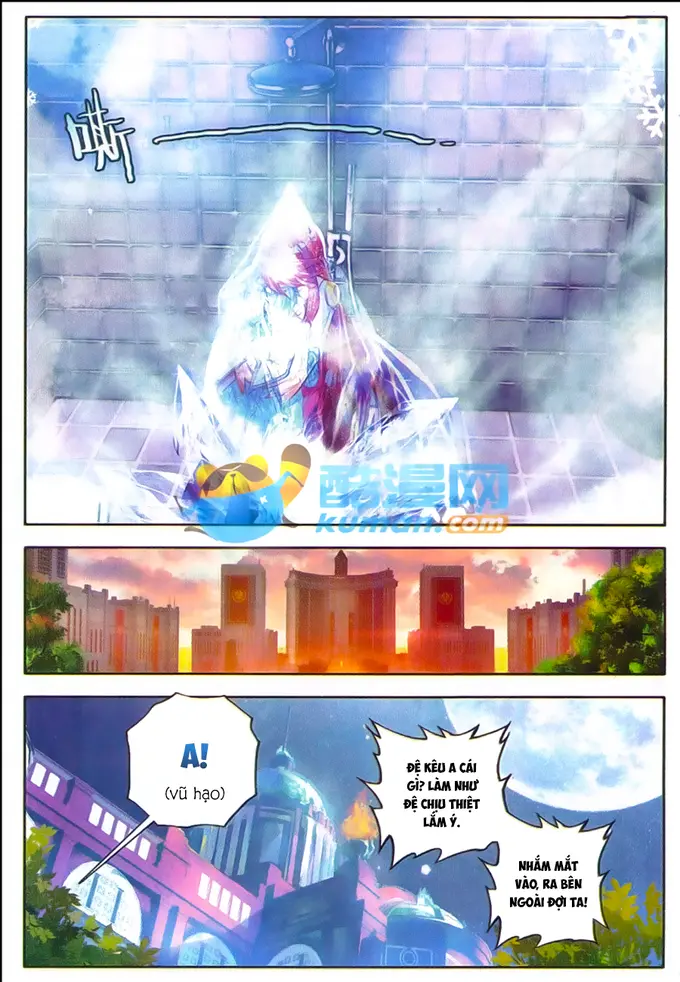 嘶
酷漫网
KUMAN.COM
A!
(vũ hạo)
ĐỆ KÊU A CÁI
GÌ? LÀM NHƯ
ĐỆ CHỊU THIỆT
LẮM Ý.
NHẮM MẮT
VÀO, RA BÊN
NGOÀI ĐỢI TA!